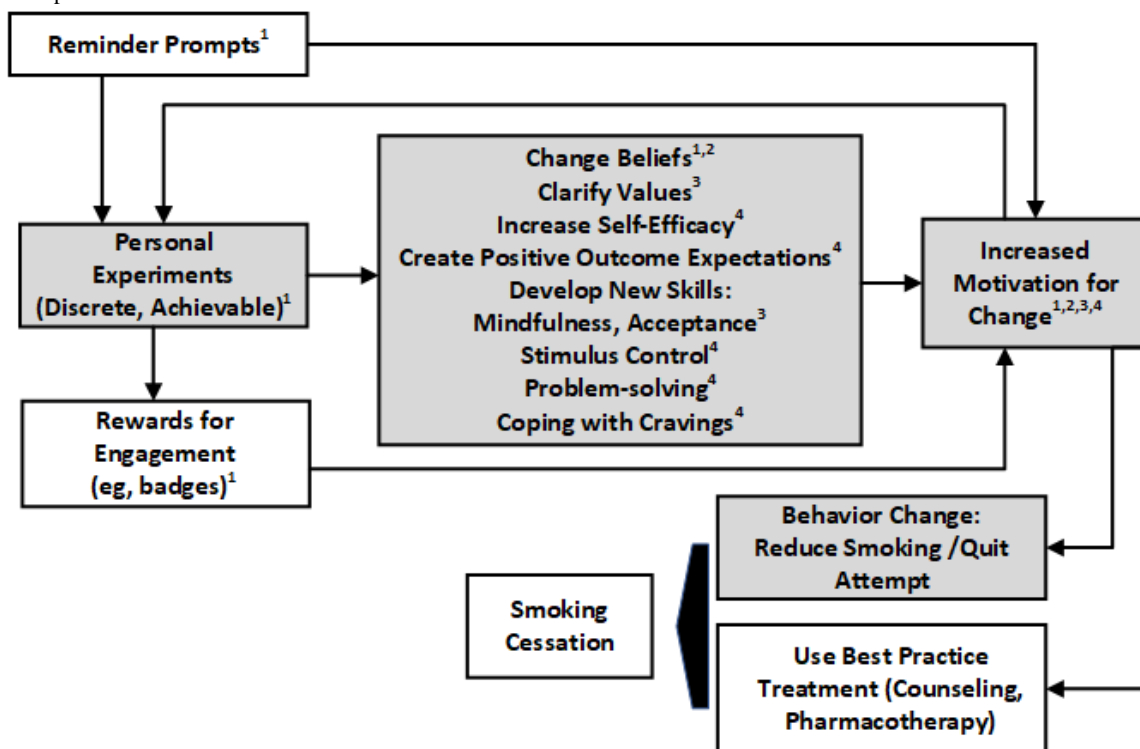 Reminder Prompts1
Change Beliefs1,2
Clarify Values3
Increase Self-Efficacy4
Create Positive Outcome Expectations4
Develop New Skills:
Mindfulness, Acceptance3
Stimulus Control4
Problem-solving4
Coping with Cravings4
Personal
Experiments
(Discrete, Achievable)1
Increased
Motivation for
Change1,2,3,4
Rewards for
Engagement
(eg, badges)1
Behavior Change:
Reduce Smoking /Quit
Attempt
Smoking
Cessation
Use Best Practice
Treatment (Counseling,
Pharmacotherapy)